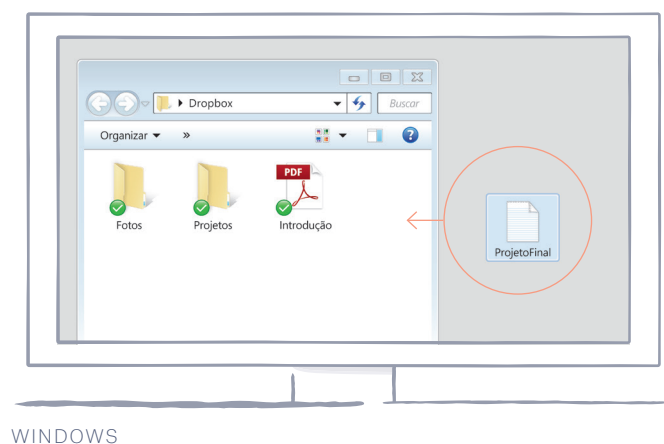 Dropbox
Buscar
Organizar
»
?
PDF
Fotos
Projetos
Introdução
ProjetoFinal
WINDOWS